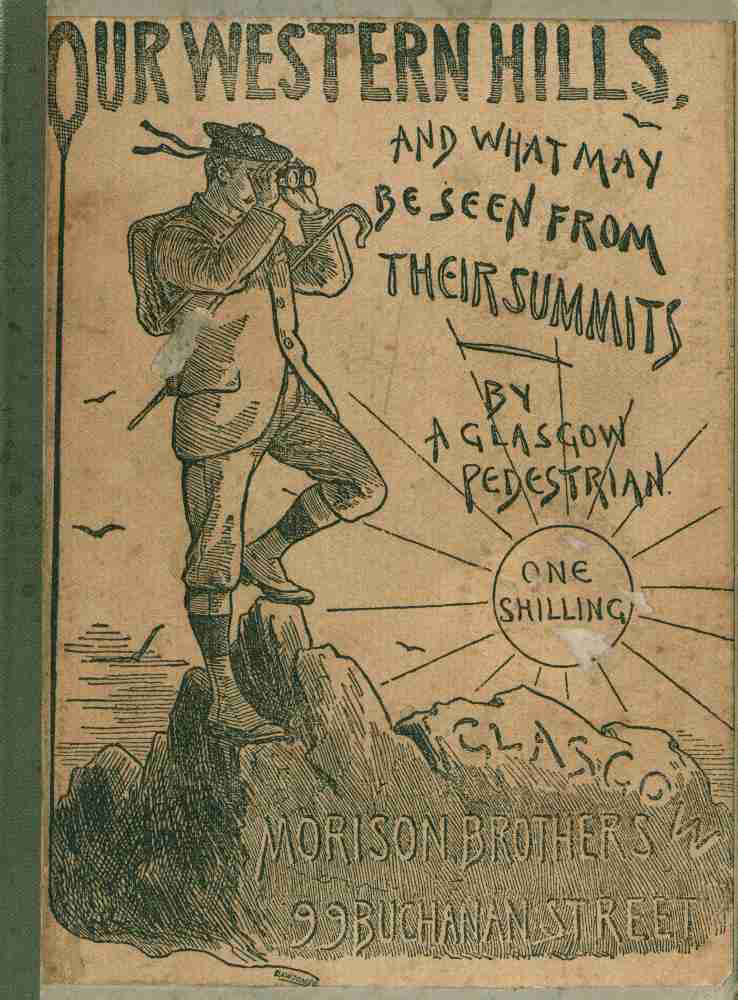 OUR WESTERN HILLS,
AND WHAT MAY
BE SEEN FROM
THEIR SUMMITS
BY
A GLASGOW
PEDESTRIAN.
ONE
SHILLING
GLASGOW
MORISON BROTHERS
99 BUCHANAN STREET